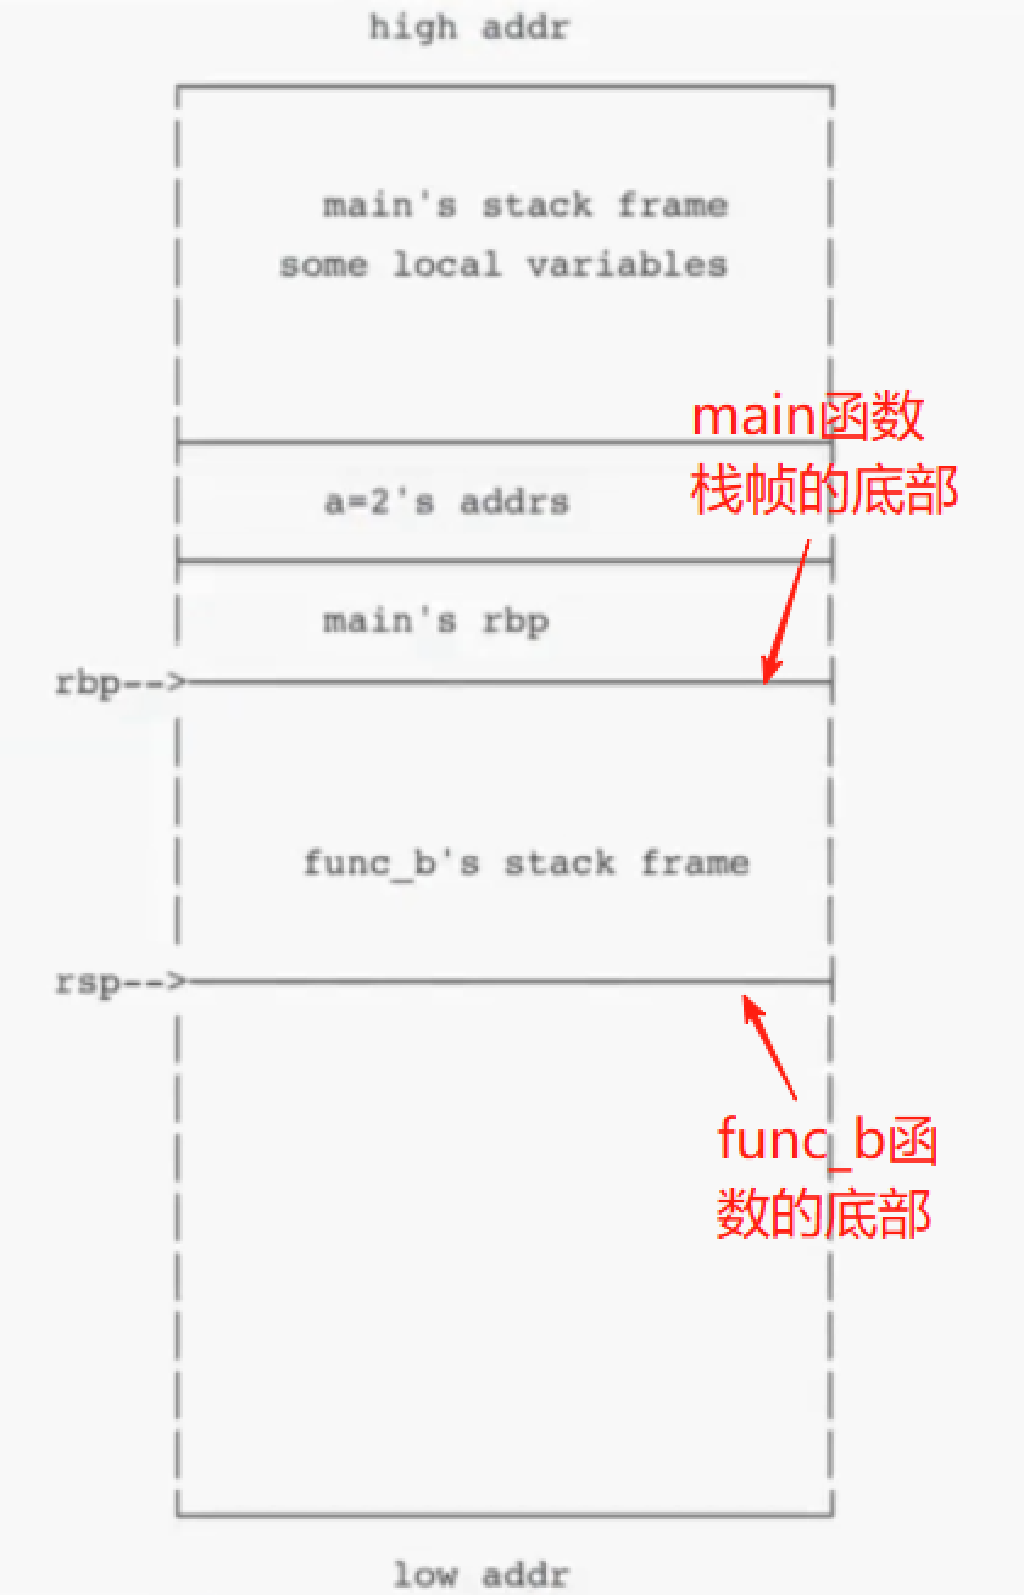 high addr
main's stack frame
some local variables
main函数
栈帧的底部
a=2's addrs
main's rbp
rbp-->
func_b's stack frame
rsp-->
func_b函
数的底部
low addr